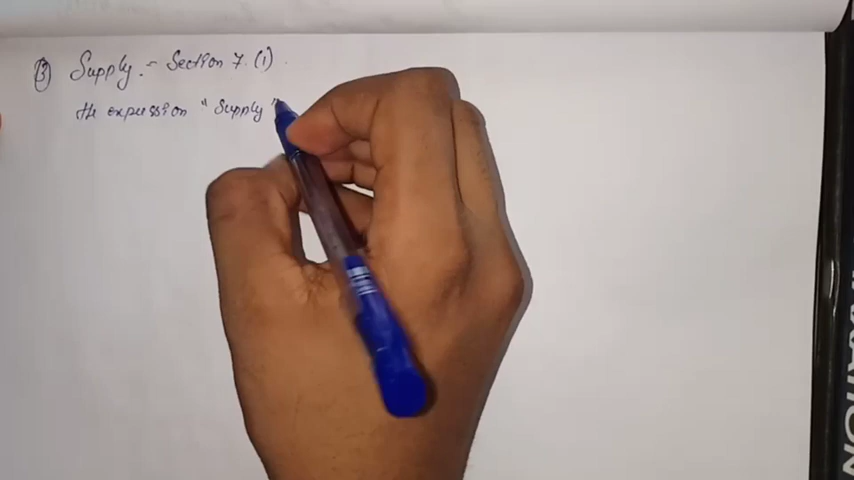 (3) Supply :- Section 7.(1).
the expression "Supply"